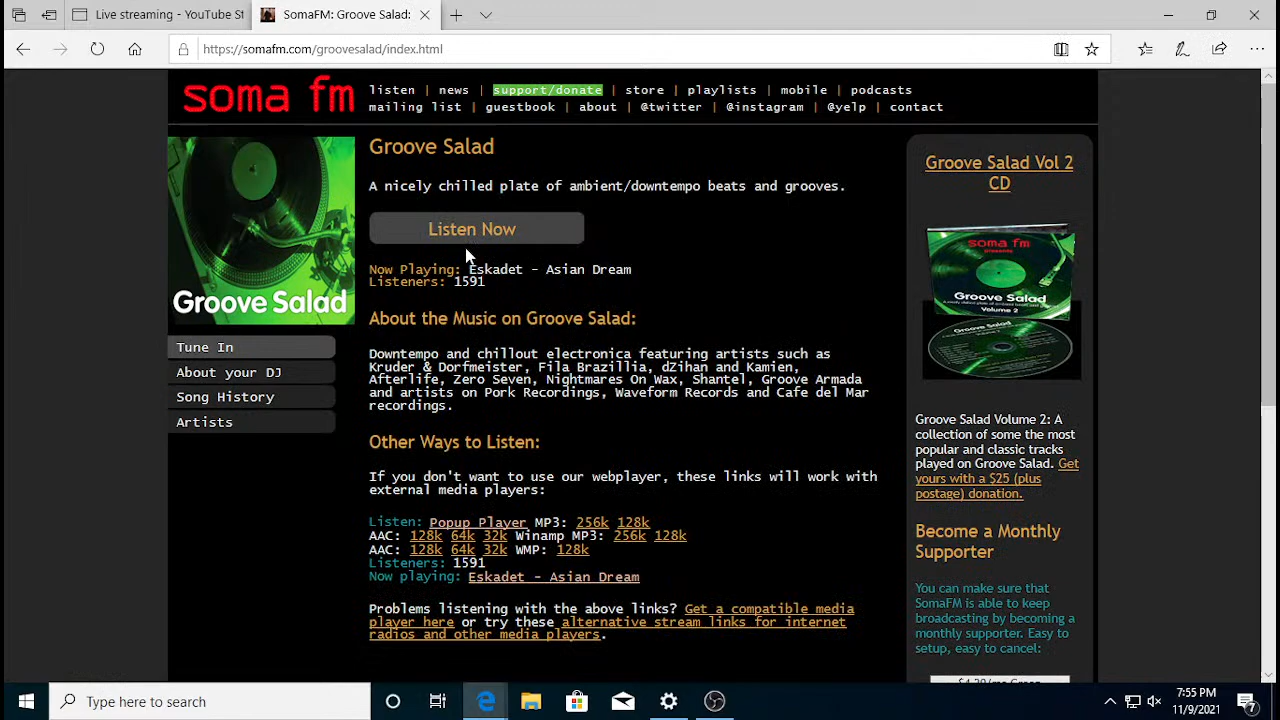 Live streaming - YouTube St
SomaFM: Groove Salad:
https://somafm.com/groovesalad/index.html
soma fm
listen | news | support/donate | store | playlists | mobile | podcasts
mailing list | guestbook | about | @twitter | @instagram | @yelp | contact
Groove Salad
Groove Salad
A nicely chilled plate of ambient/downtempo beats and grooves.
Listen Now
Now Playing: Eskadet - Asian Dream
Listeners: 1591
Tune In
About your DJ
Song History
Artists
About the Music on Groove Salad:
Downtempo and chillout electronica featuring artists such as
Kruder & Dorfmeister, Fila Brazillia, dZihan and Kamien,
Afterlife, Zero Seven, Nightmares On Wax, Shantel, Groove Armada
and artists on Pork Recordings, Waveform Records and Cafe del Mar
recordings.
Other Ways to Listen:
If you don't want to use our webplayer, these links will work with
external media players:
Listen: Popup Player MP3: 256k 128k
AAC: 128k 64k 32k Winamp MP3: 256k 128k
AAC: 128k 64k 32k WMP: 128k
Listeners: 1591
Now playing: Eskadet - Asian Dream
Problems listening with the above links? Get a compatible media
player here or try these alternative stream links for internet
radios and other media players.
Groove Salad Vol 2
CD
soma fm
presents
Groove Salad
Volume 2
Groove Salad Volume 2: A
collection of some the most
popular and classic tracks
played on Groove Salad. Get
yours with a $25 (plus
postage) donation.
Become a Monthly
Supporter
You can make sure that
SomaFM is able to keep
broadcasting by becoming a
monthly supporter. Easy to
setup, easy to cancel:
Type here to search
7:55 PM
11/9/2021
7